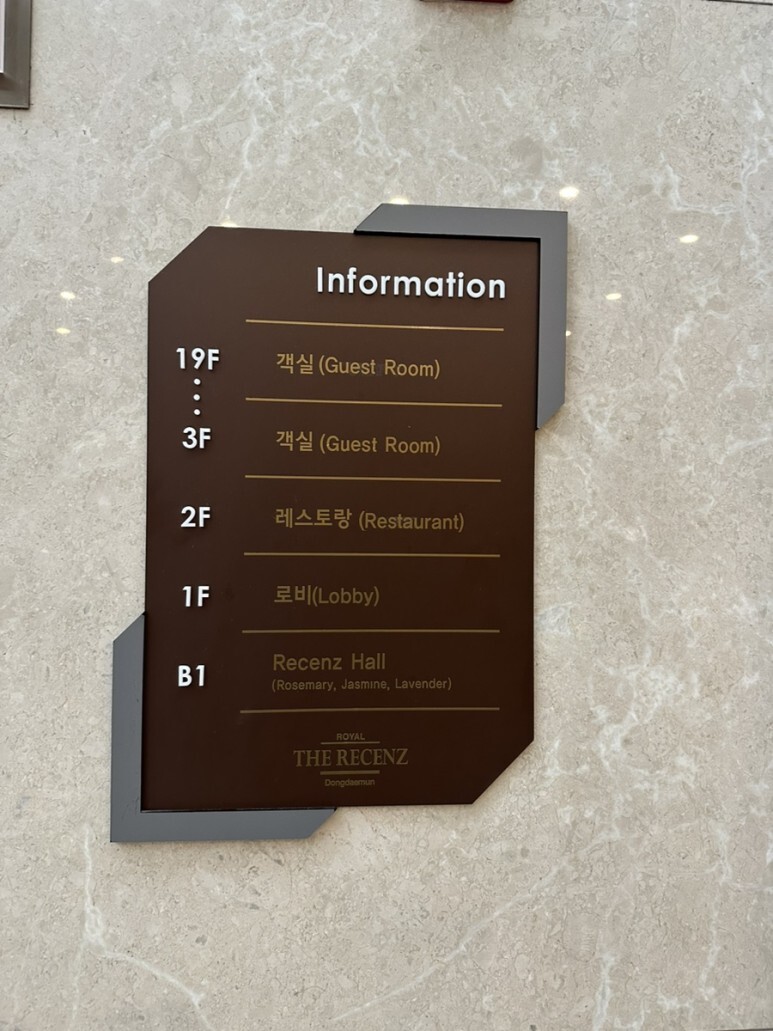 Information
19F 객실 (Guest Room)
3F 객실 (Guest Room)
2F 레스토랑 (Restaurant)
1F 로비(Lobby)
B1 Recenz Hall
(Rosemary, Jasmine, Lavender)
ROYAL
THE RECENZ
Dongdaemun